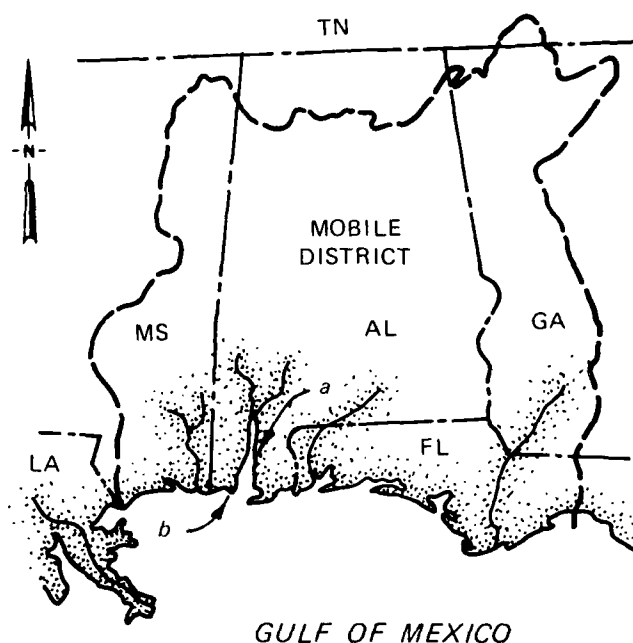 TN
N
MOBILE
DISTRICT
MS
AL
GA
a
LA
FL
b
GULF OF MEXICO